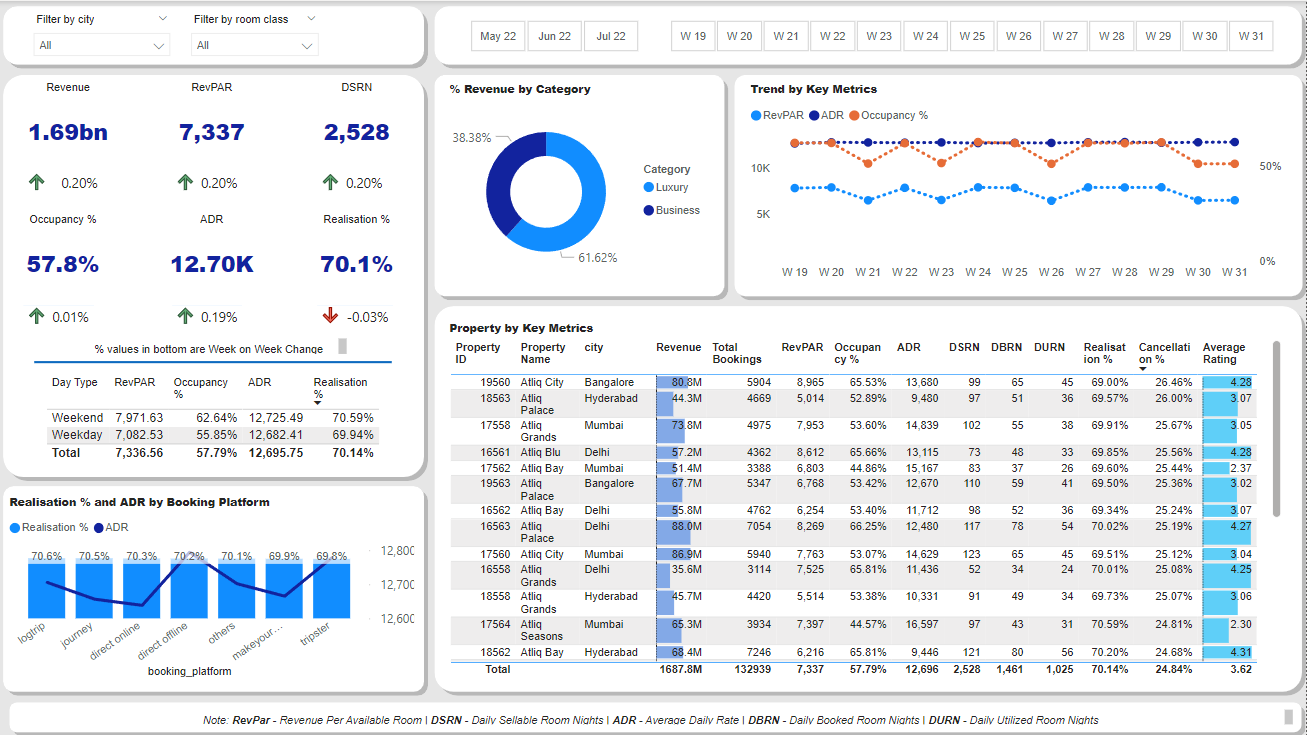 Filter by city
All
Filter by room class
All
May 22 Jun 22 Jul 22
W 19 W 20 W 21 W 22 W 23 W 24 W 25 W 26 W 27 W 28 W 29 W 30 W 31
Revenue RevPAR DSRN
1.69bn 7,337 2,528
0.20% 0.20% 0.20%
Occupancy % ADR Realisation %
57.8% 12.70K 70.1%
0.01% 0.19% -0.03%
% values in bottom are Week on Week Change
Day Type RevPAR Occupancy % ADR Realisation %
Weekend 7,971.63 62.64% 12,725.49 70.59%
Weekday 7,082.53 55.85% 12,682.41 69.94%
Total 7,336.56 57.79% 12,695.75 70.14%
Realisation % and ADR by Booking Platform
Realisation % ADR
70.6% 70.5% 70.3% 70.2% 70.1% 69.9% 69.8%
12,800
12,700
12,600
logtrip journey direct online direct offline others makeyour... tripster
booking_platform
% Revenue by Category
38.38%
61.62%
Category
Luxury
Business
Trend by Key Metrics
RevPAR ADR Occupancy %
10K
5K
50%
0%
W 19 W 20 W 21 W 22 W 23 W 24 W 25 W 26 W 27 W 28 W 29 W 30 W 31
Property by Key Metrics
Property ID Property Name city Revenue Total Bookings RevPAR Occupan cy % ADR DSRN DBRN DURN Realisat ion % Cancellati on % Average Rating
19560 Atliq City Bangalore 80.8M 5904 8,965 65.53% 13,680 99 65 45 69.00% 26.46% 4.28
18563 Atliq Palace Hyderabad 44.3M 4669 5,014 52.89% 9,480 97 51 36 69.57% 26.00% 3.07
17558 Atliq Grands Mumbai 73.8M 4975 7,953 53.60% 14,839 102 55 38 69.91% 25.67% 3.05
16561 Atliq Blu Delhi 57.2M 4362 8,612 65.66% 13,115 73 48 33 69.85% 25.56% 4.28
17562 Atliq Bay Mumbai 51.4M 3388 6,803 44.86% 15,167 83 37 26 69.60% 25.44% 2.37
19563 Atliq Palace Bangalore 67.7M 5347 6,768 53.42% 12,670 110 59 41 69.50% 25.36% 3.02
16562 Atliq Bay Delhi 55.8M 4762 6,254 53.40% 11,712 98 52 36 69.34% 25.24% 3.07
16563 Atliq Palace Delhi 88.0M 7054 8,269 66.25% 12,480 117 78 54 70.02% 25.19% 4.27
17560 Atliq City Mumbai 86.9M 5940 7,763 53.07% 14,629 123 65 45 69.51% 25.12% 3.04
16558 Atliq Grands Delhi 35.6M 3114 7,525 65.81% 11,436 52 34 24 70.01% 25.08% 4.25
18558 Atliq Grands Hyderabad 45.7M 4420 5,514 53.38% 10,331 91 49 34 69.73% 25.07% 3.06
17564 Atliq Seasons Mumbai 65.3M 3934 7,397 44.57% 16,597 97 43 31 70.59% 24.81% 2.30
18562 Atliq Bay Hyderabad 68.4M 7246 6,216 65.81% 9,446 121 80 56 70.20% 24.68% 4.31
Total 1687.8M 132939 7,337 57.79% 12,696 2,528 1,461 1,025 70.14% 24.84% 3.62
Note: RevPar - Revenue Per Available Room | DSRN - Daily Sellable Room Nights | ADR - Average Daily Rate | DBRN - Daily Booked Room Nights | DURN - Daily Utilized Room Nights